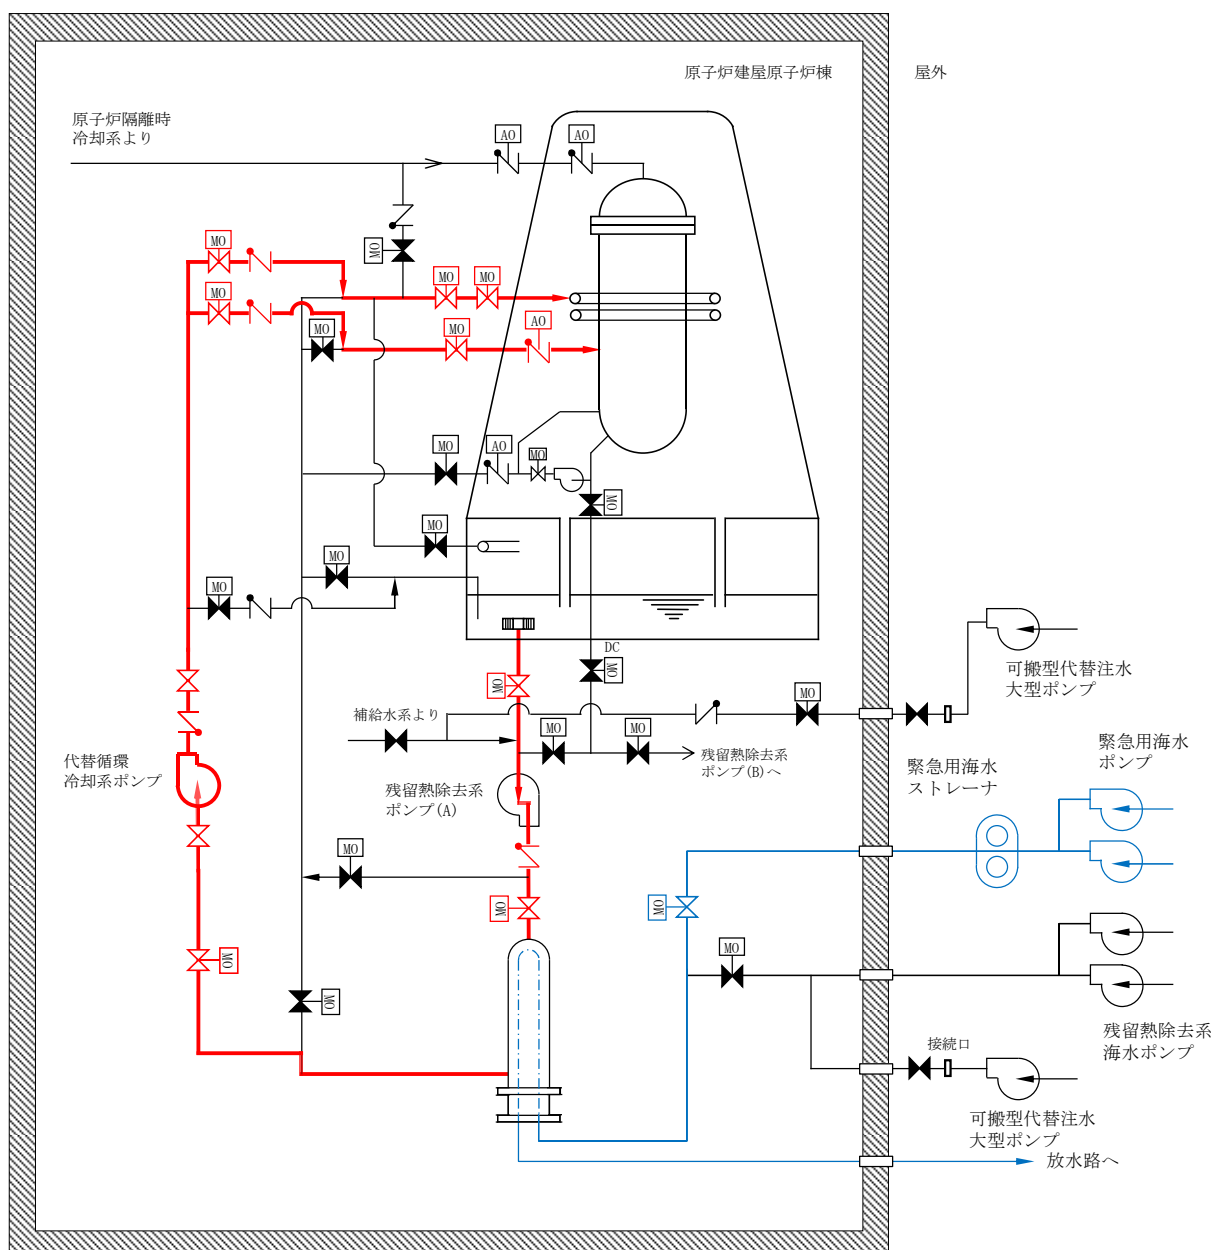 原子炉建屋原子炉棟
屋外
原子炉隔離時
冷却系より
AO
AO
MO
MO
MO
MO
MO
AO
MO
MO
MO
AO
MO
MO
MO
MO
MO
DC
MO
MO
可搬型代替注水
大型ポンプ
補給水系より
MO
MO
MO
残留熱除去系
ポンプ(B)へ
緊急用海水
ポンプ
緊急用海水
ストレーナ
代替循環
冷却系ポンプ
残留熱除去系
ポンプ(A)
MO
MO
MO
MO
MO
MO
残留熱除去系
海水ポンプ
接続口
可搬型代替注水
大型ポンプ
放水路へ